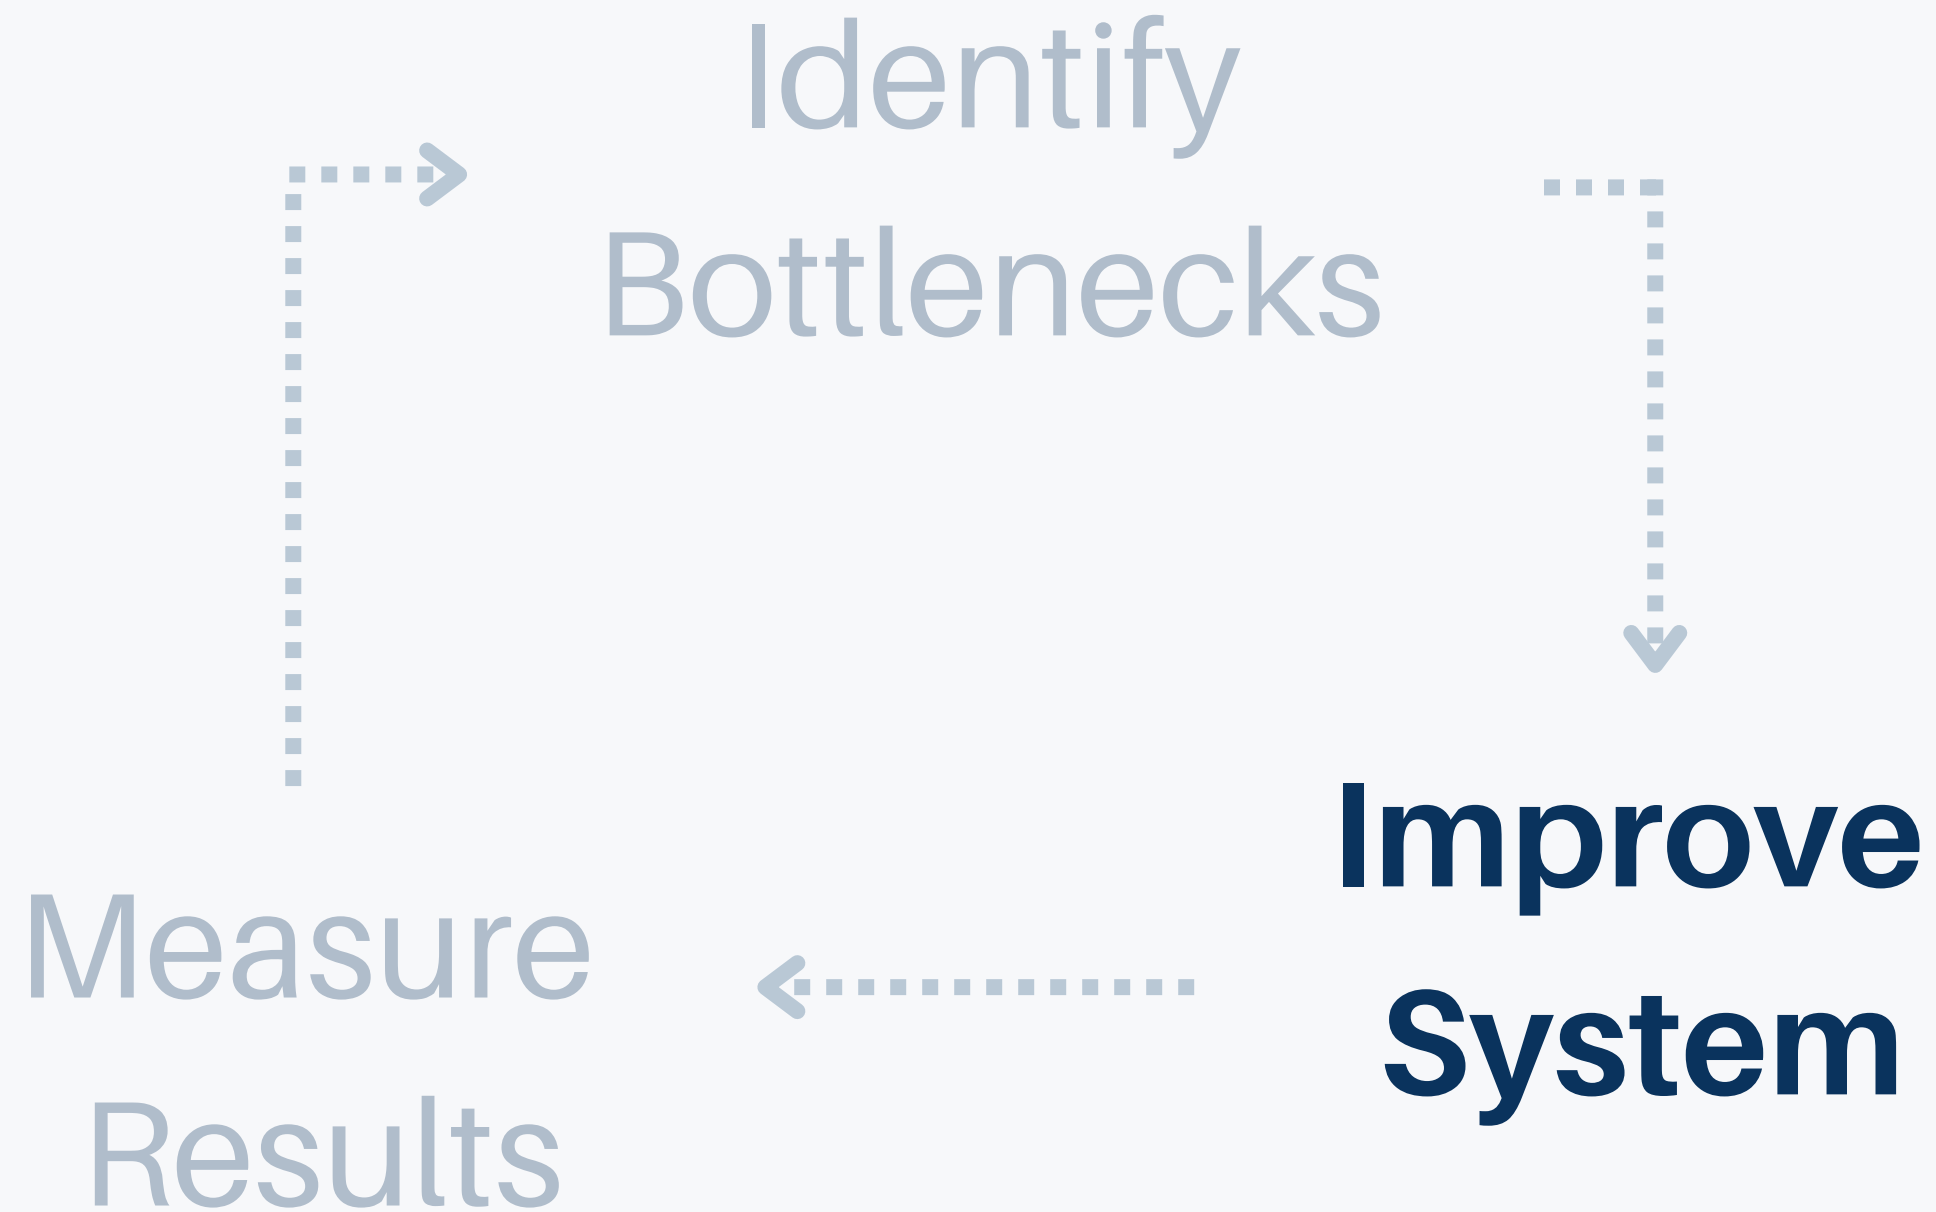 Identify
Bottlenecks
Improve
System
Measure
Results